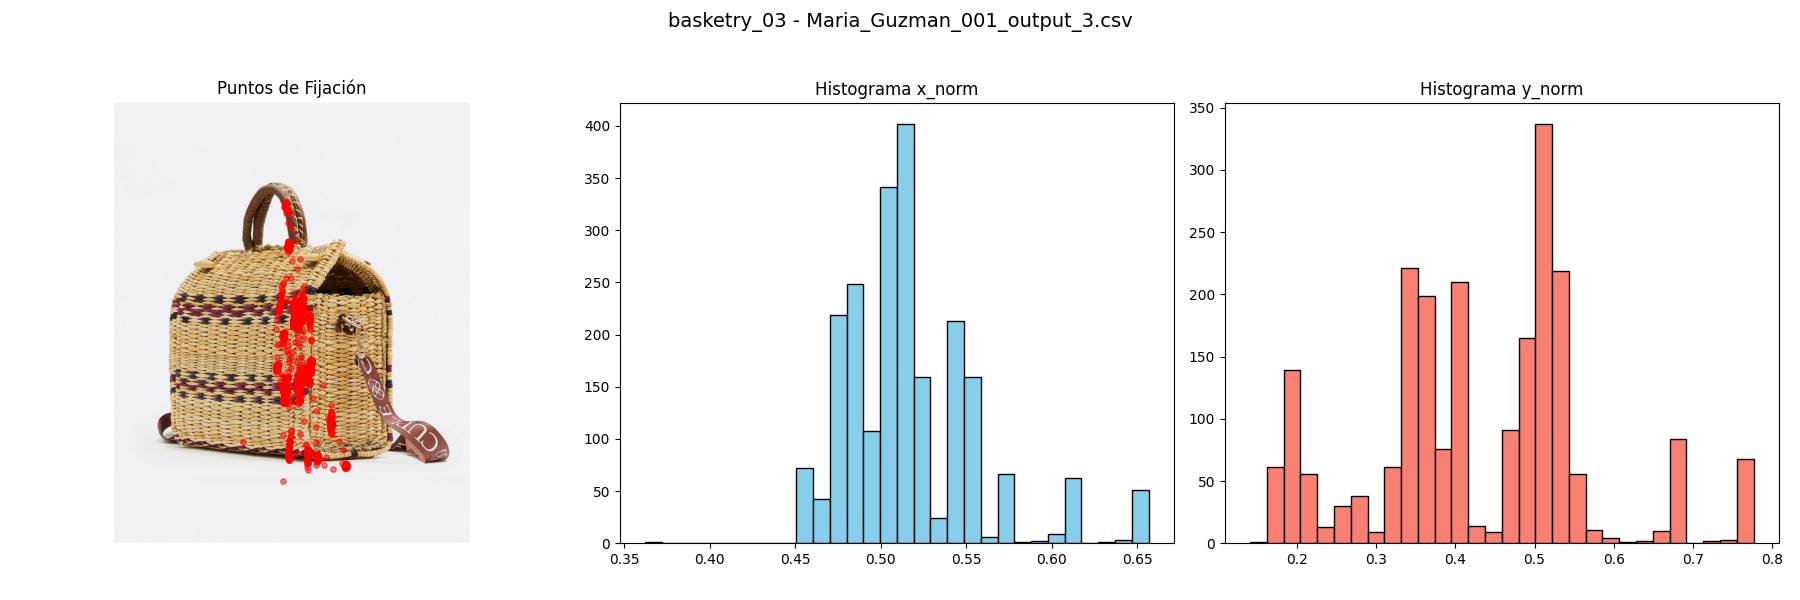 basketry_03 - Maria_Guzman_001_output_3.csv
Puntos de Fijación
Histograma x_norm
400
350
300
250
200
150
100
50
0
0.35 0.40 0.45 0.50 0.55 0.60 0.65
Histograma y_norm
350
300
250
200
150
100
50
0
0.2 0.3 0.4 0.5 0.6 0.7 0.8